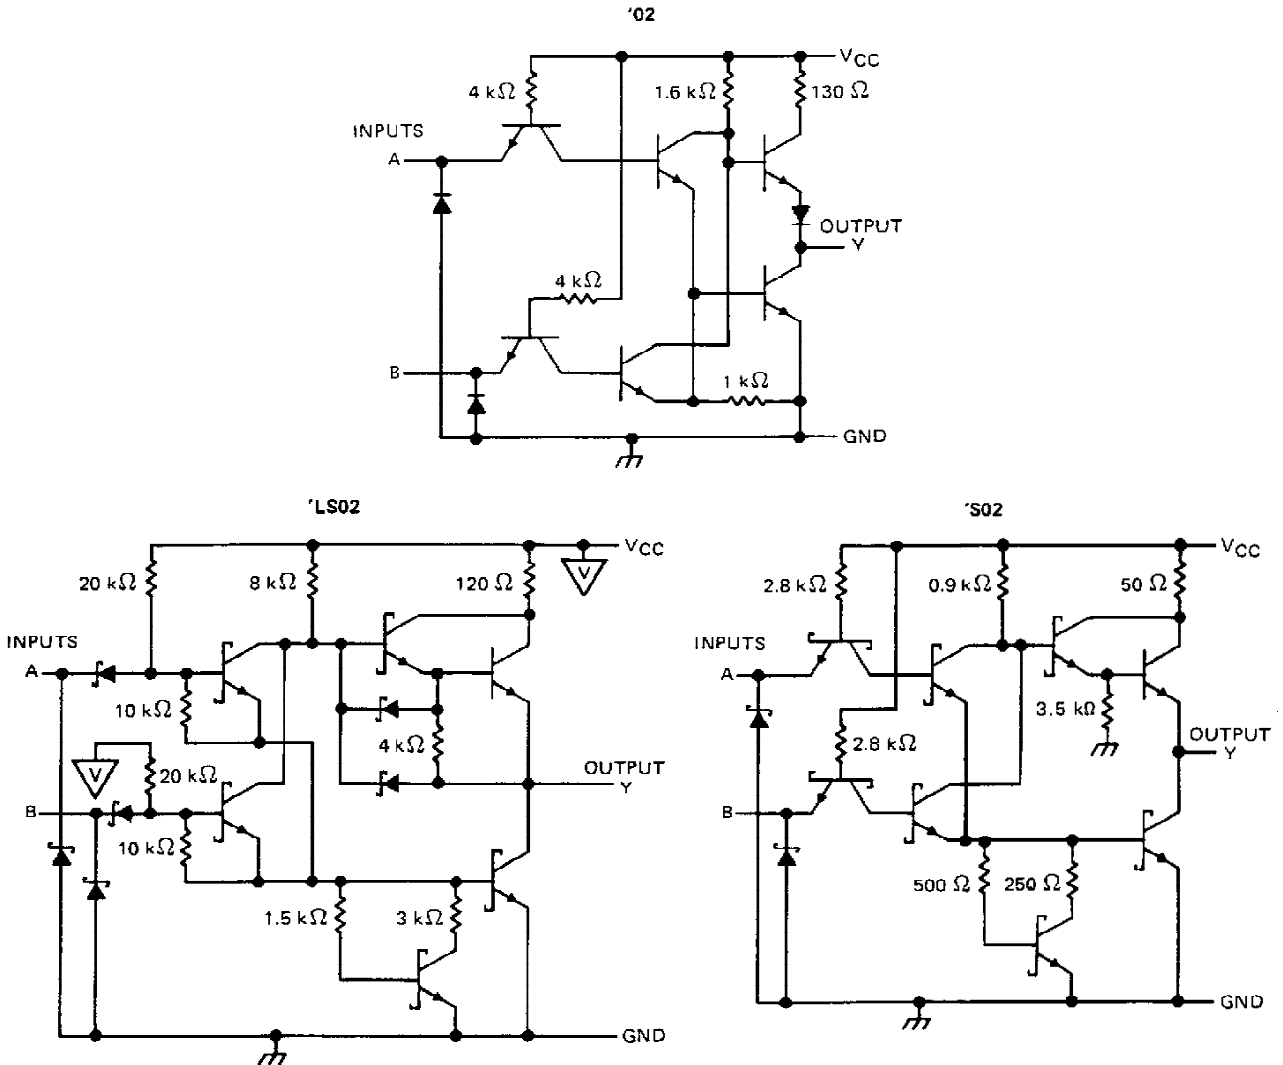 '02
VCC
4 kΩ
1.6 kΩ
130 Ω
INPUTS
A
OUTPUT
Y
4 kΩ
B
1 kΩ
GND
'LS02
VCC
20 kΩ
8 kΩ
120 Ω
V
INPUTS
A
10 kΩ
4 kΩ
V
20 kΩ
OUTPUT
Y
B
10 kΩ
1.5 kΩ
3 kΩ
GND
'S02
VCC
2.8 kΩ
0.9 kΩ
50 Ω
INPUTS
A
3.5 kΩ
2.8 kΩ
OUTPUT
Y
B
500 Ω
250 Ω
GND